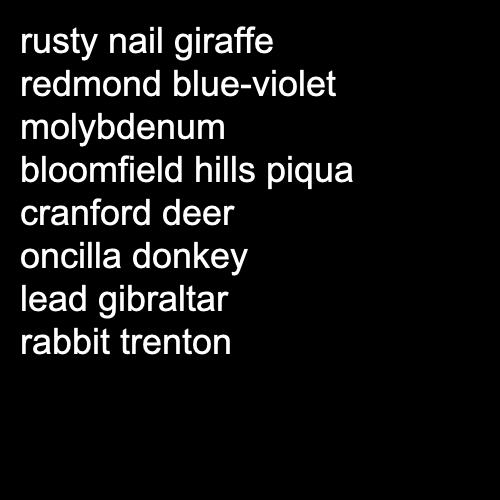 rusty nail giraffe
redmond blue-violet
molybdenum
bloomfield hills piqua
cranford deer
oncilla donkey
lead gibraltar
rabbit trenton